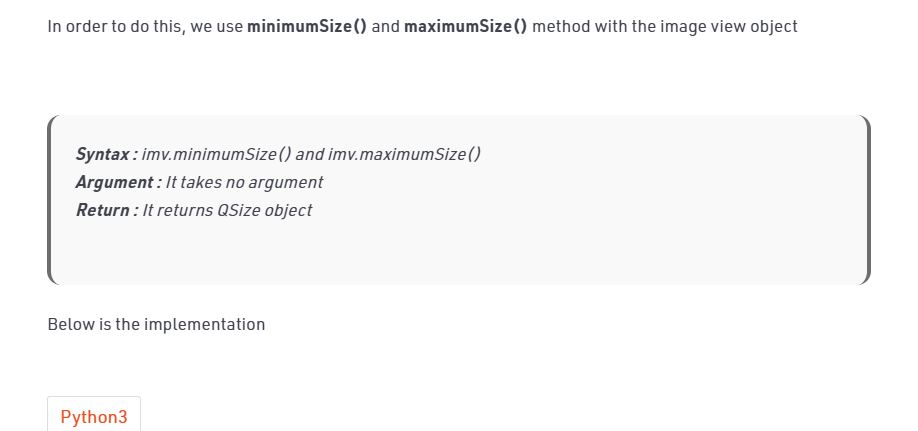 In order to do this, we use minimumSize() and maximumSize() method with the image view object
Syntax : imv.minimumSize() and imv.maximumSize()
Argument : It takes no argument
Return : It returns QSize object
Below is the implementation
Python3